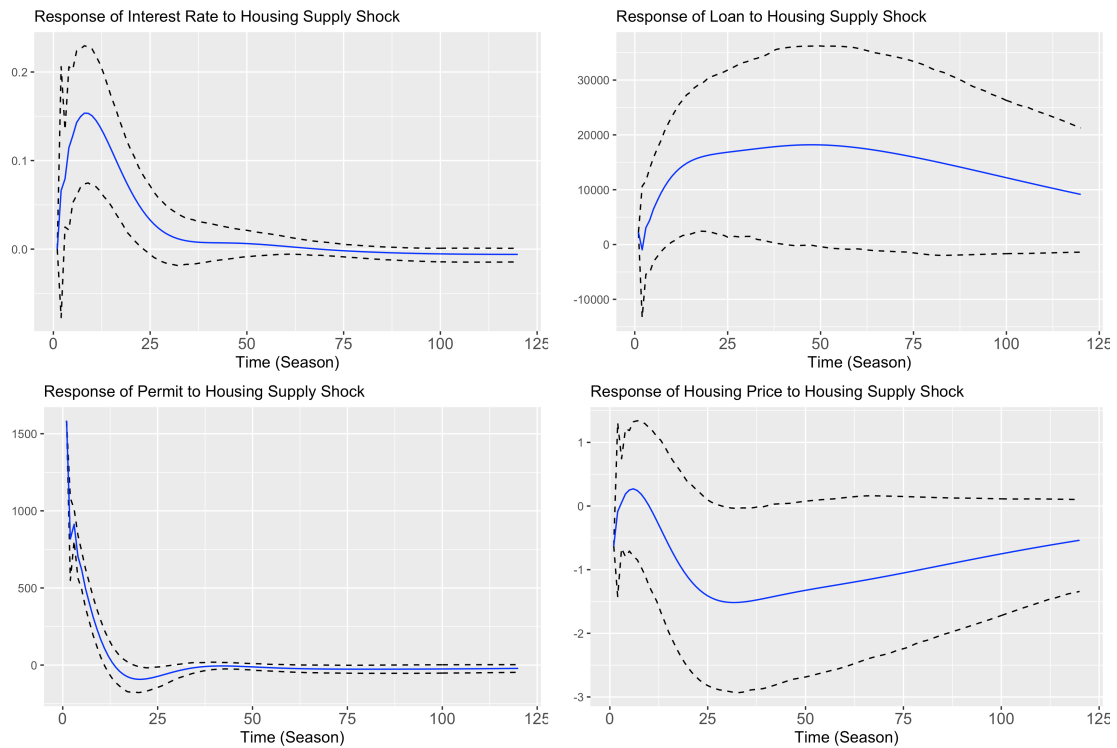 Response of Interest Rate to Housing Supply Shock
0.2
0.1
0.0
0 25 50 75 100 125
Time (Season)
Response of Loan to Housing Supply Shock
30000
20000
10000
0
-10000
0 25 50 75 100 125
Time (Season)
Response of Permit to Housing Supply Shock
1500
1000
500
0
0 25 50 75 100 125
Time (Season)
Response of Housing Price to Housing Supply Shock
1
0
-1
-2
-3
0 25 50 75 100 125
Time (Season)